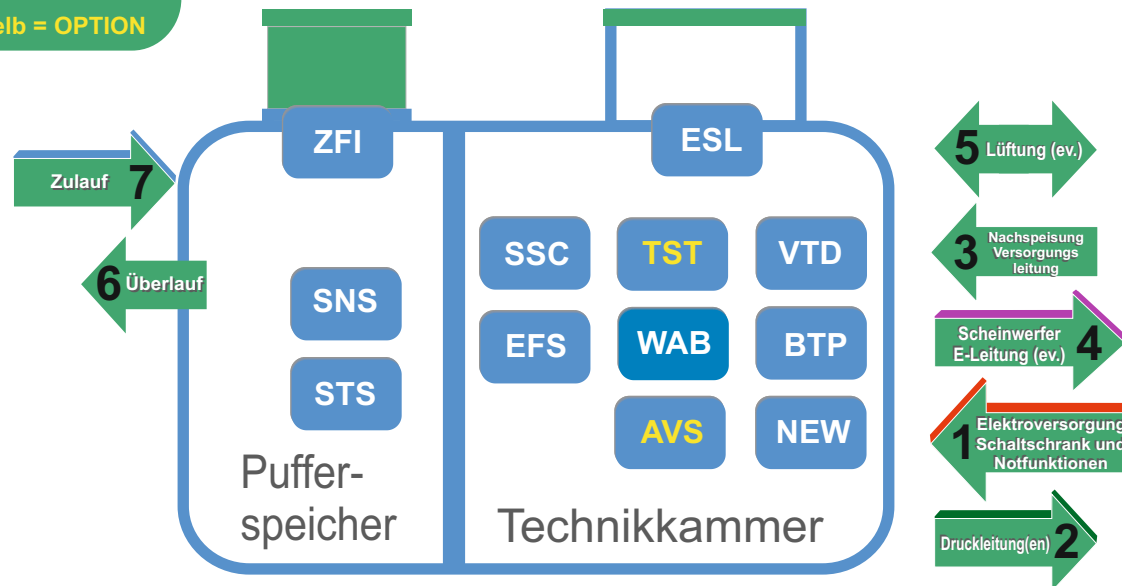 elb = OPTION
ZFI
ESL
Zulauf 7
5 Lüftung (ev.)
SSC
TST
VTD
3 Nachspeisung
Versorgungs
leitung
6 Überlauf
SNS
EFS
WAB
BTP
Scheinwerfer
E-Leitung (ev.) 4
STS
AVS
NEW
1 Elektroversorgung
Schaltschrank und
Notfunktionen
Puffer-
speicher
Technikkammer
Druckleitung(en) 2